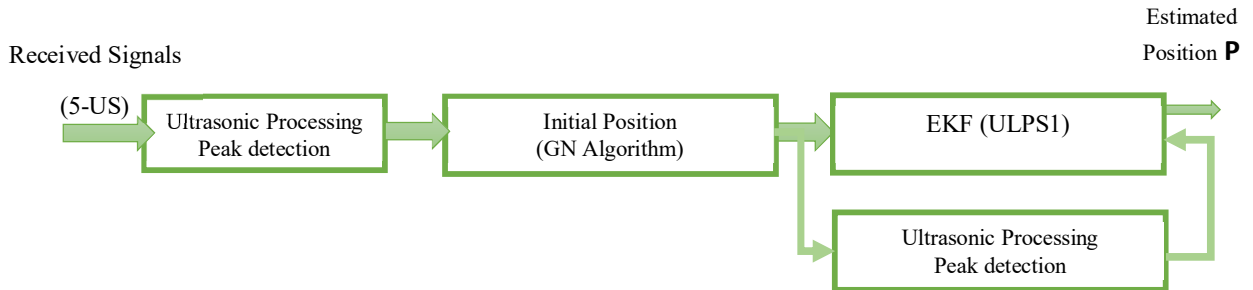 Estimated
Position P
Received Signals
(5-US)
Ultrasonic Processing
Peak detection
Initial Position
(GN Algorithm)
EKF (ULPS1)
Ultrasonic Processing
Peak detection